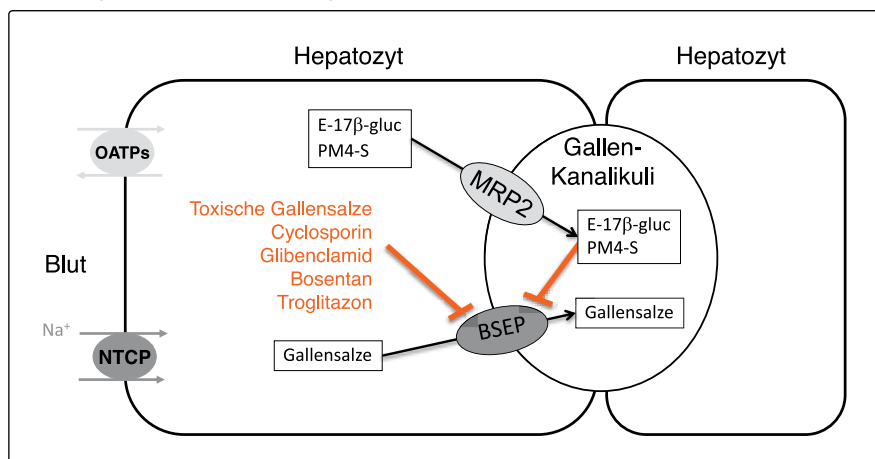 Hepatozyt
Hepatozyt
E-17β-gluc
PM4-S
OATPs
Gallen-
Kanalikuli
MRP2
Toxische Gallensalze
Cyclosporin
Glibenclamid
Bosentan
Troglitazon
E-17β-gluc
PM4-S
Blut
Na⁺
NTCP
BSEP
Gallensalze
Gallensalze